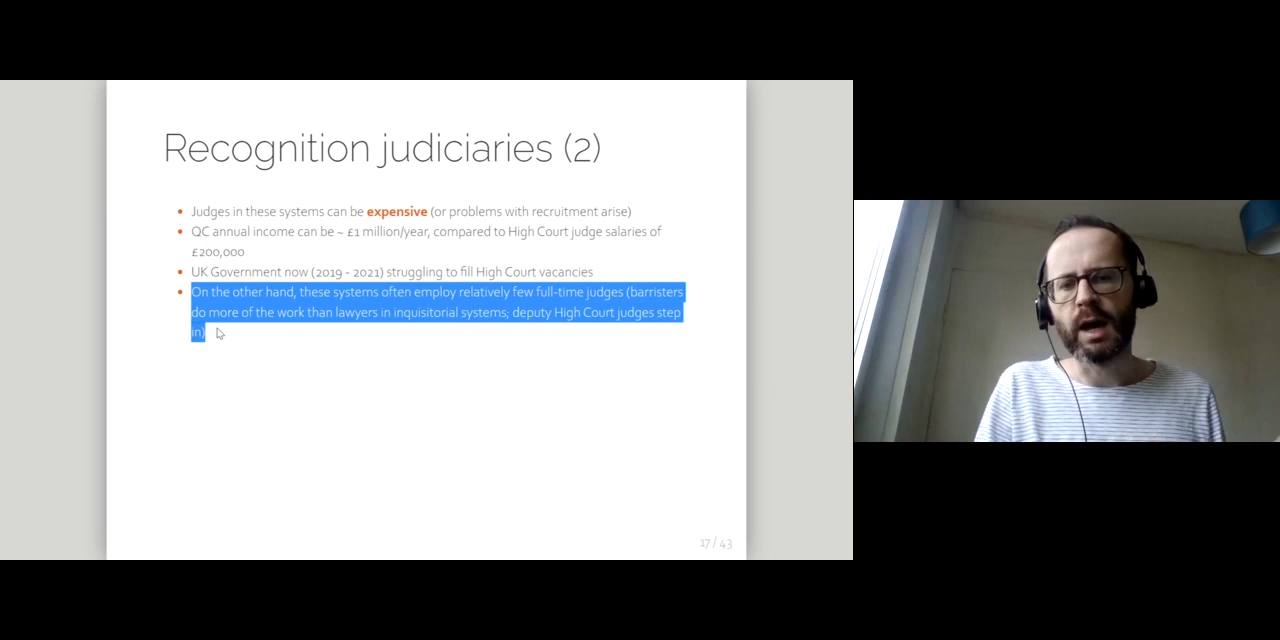 Recognition judiciaries (2)
• Judges in these systems can be expensive (or problems with recruitment arise)
• QC annual income can be ~ £1 million/year, compared to High Court judge salaries of
£200,000
• UK Government now (2019 - 2021) struggling to fill High Court vacancies
• On the other hand, these systems often employ relatively few full-time judges (barristers
do more of the work than lawyers in inquisitorial systems; deputy High Court judges step
in)
17 / 43